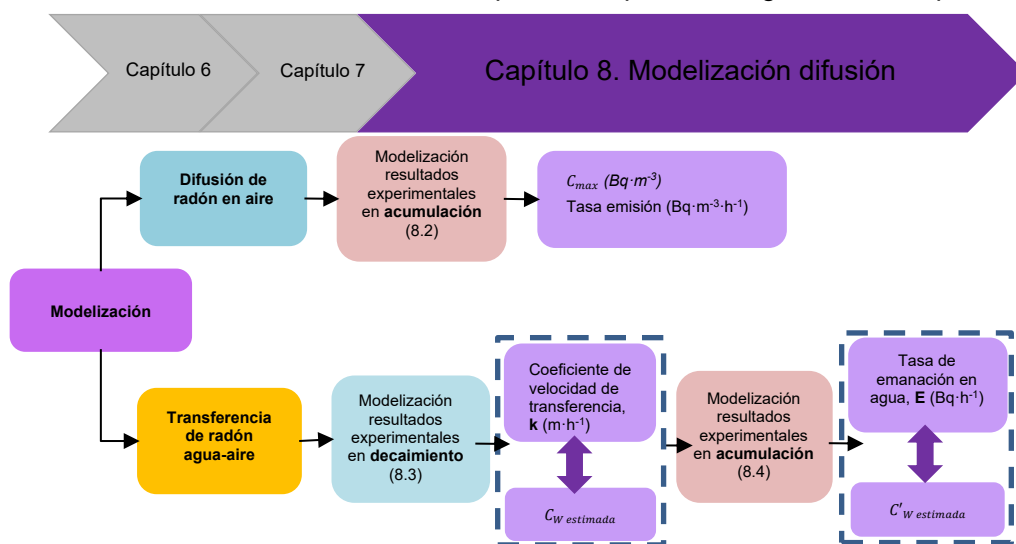 Capítulo 6
Capítulo 7
Capítulo 8. Modelización difusión
Difusión de
radón en aire
Modelización
resultados
experimentales
en acumulación
(8.2)
C_max (Bq·m⁻³)
Tasa emisión (Bq·m⁻³·h⁻¹)
Modelización
Transferencia
de radón
agua-aire
Modelización
resultados
experimentales
en decaimiento
(8.3)
Coeficiente de
velocidad de
transferencia,
k (m·h⁻¹)
C_W estimada
Modelización
resultados
experimentales
en acumulación
(8.4)
Tasa de
emanación en
agua, E (Bq·h⁻¹)
C'_W estimada